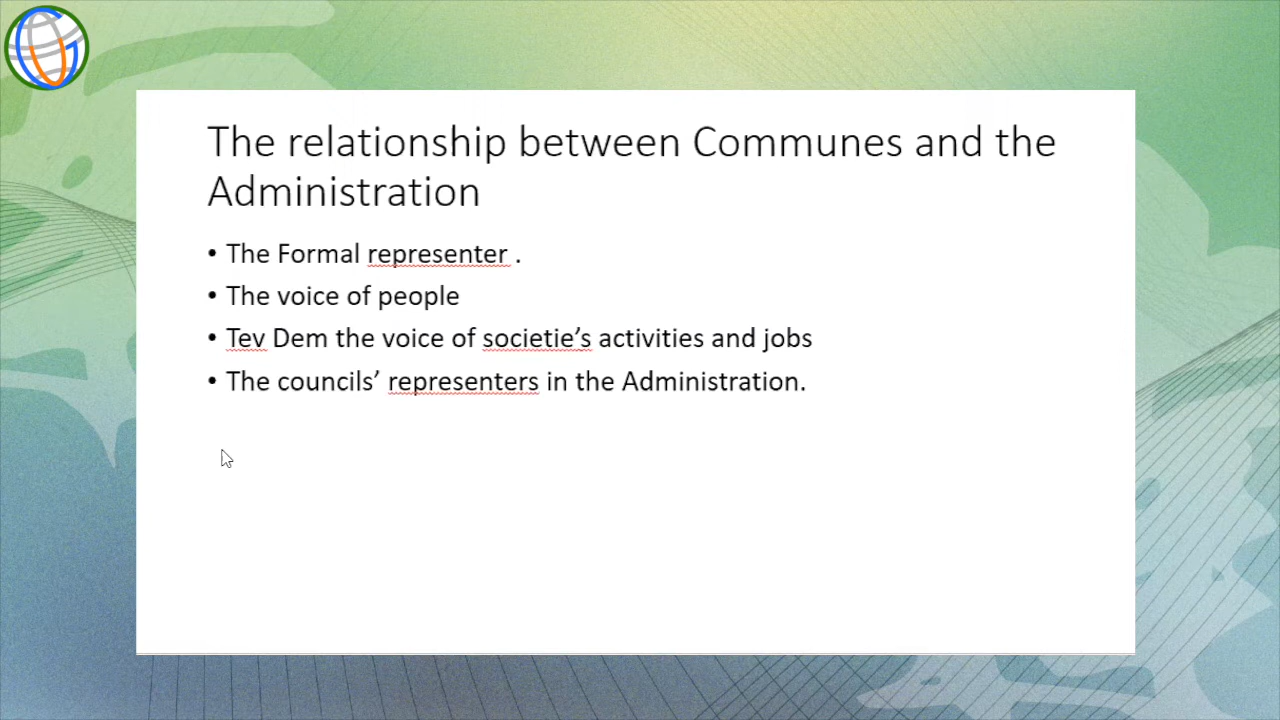 The relationship between Communes and the
Administration
• The Formal representer .
• The voice of people
• Tev Dem the voice of societie’s activities and jobs
• The councils’ representers in the Administration.